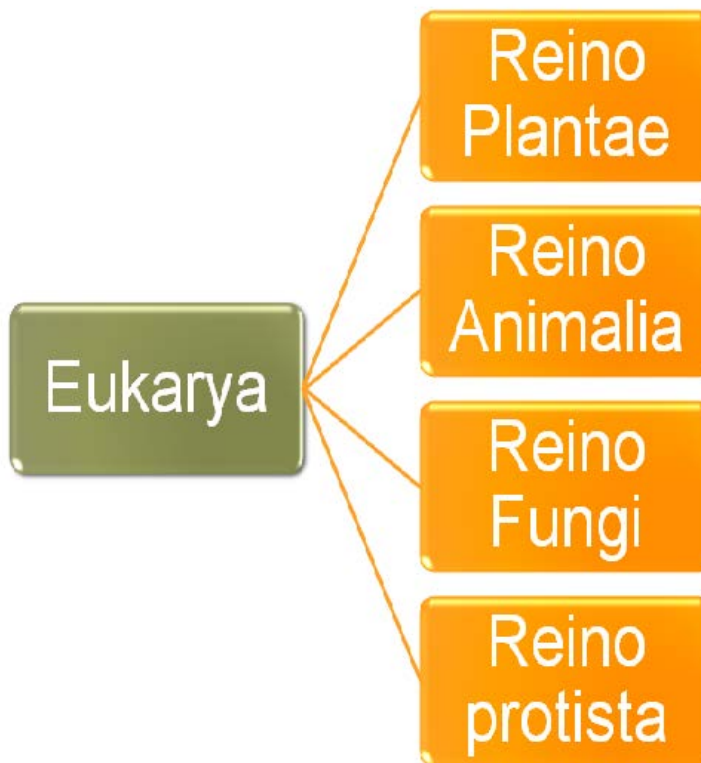 Eukarya
Reino
Plantae
Reino
Animalia
Reino
Fungi
Reino
protista